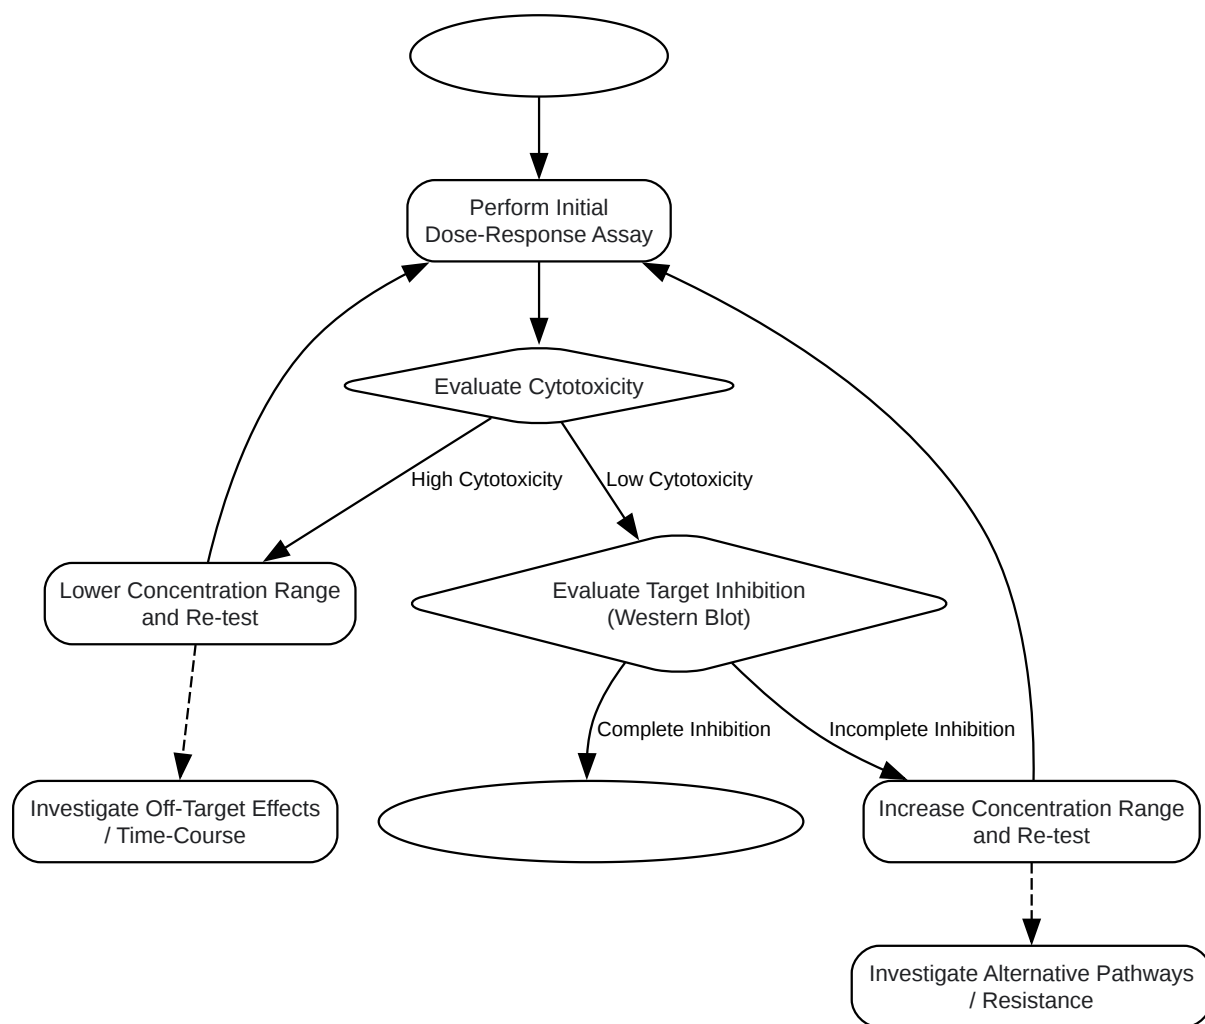 Perform Initial
Dose-Response Assay
Evaluate Cytotoxicity
High Cytotoxicity
Low Cytotoxicity
Lower Concentration Range
and Re-test
Evaluate Target Inhibition
(Western Blot)
Complete Inhibition
Incomplete Inhibition
Investigate Off-Target Effects
/ Time-Course
Increase Concentration Range
and Re-test
Investigate Alternative Pathways
/ Resistance